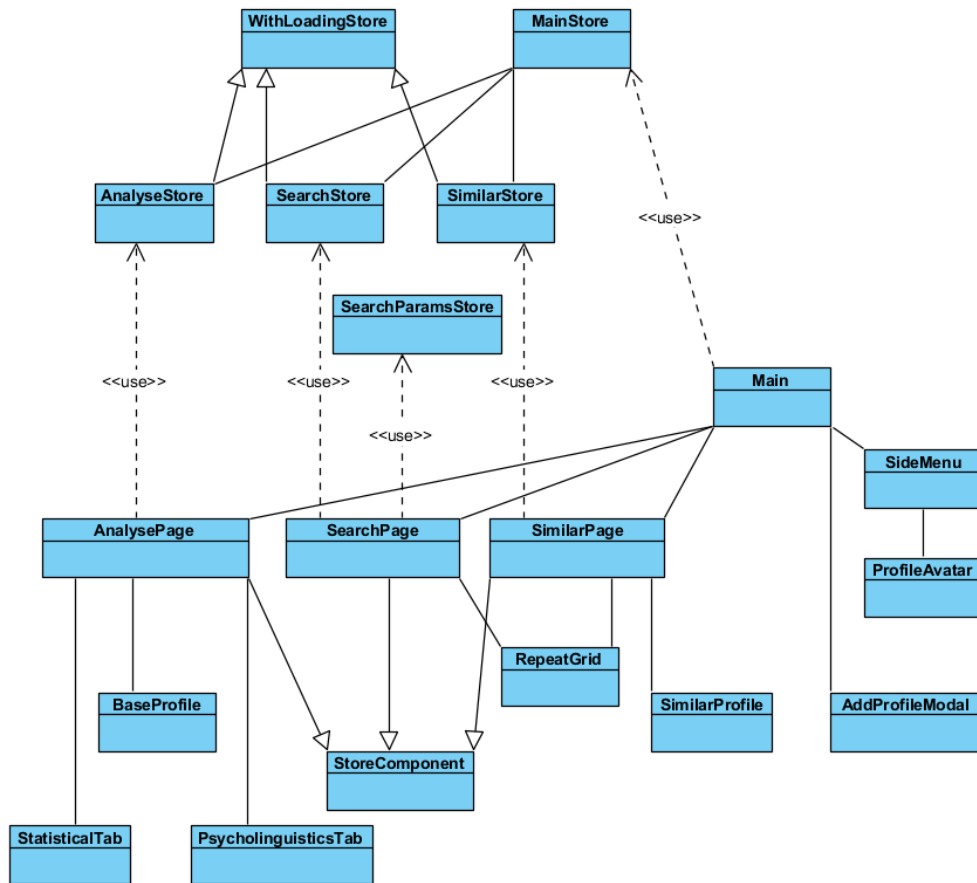 WithLoadingStore
MainStore
AnalyseStore
SearchStore
SimilarStore
<<use>>
SearchParamsStore
<<use>>
<<use>>
<<use>>
Main
<<use>>
SideMenu
AnalysePage
SearchPage
SimilarPage
ProfileAvatar
RepeatGrid
BaseProfile
SimilarProfile
AddProfileModal
StoreComponent
StatisticalTab
PsycholinguisticsTab